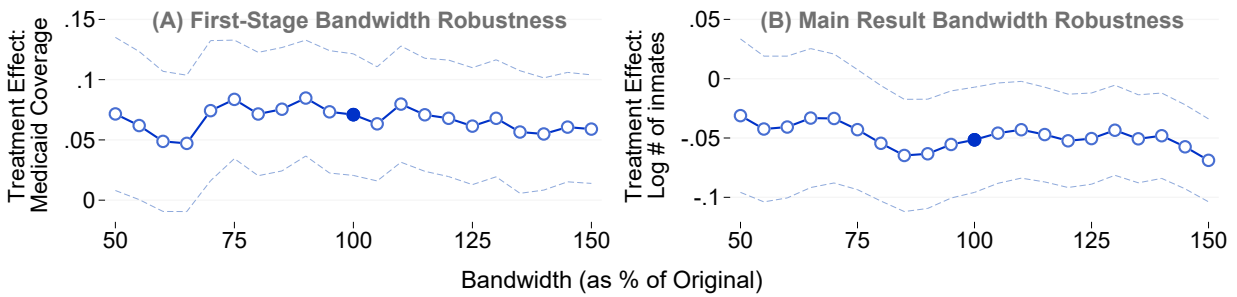 (A) First-Stage Bandwidth Robustness
Treatment Effect:
Medicaid Coverage
.15
.1
.05
0
50
75
100
125
150
(B) Main Result Bandwidth Robustness
Treatment Effect:
Log # of inmates
.05
0
-.05
-.1
50
75
100
125
150
Bandwidth (as % of Original)